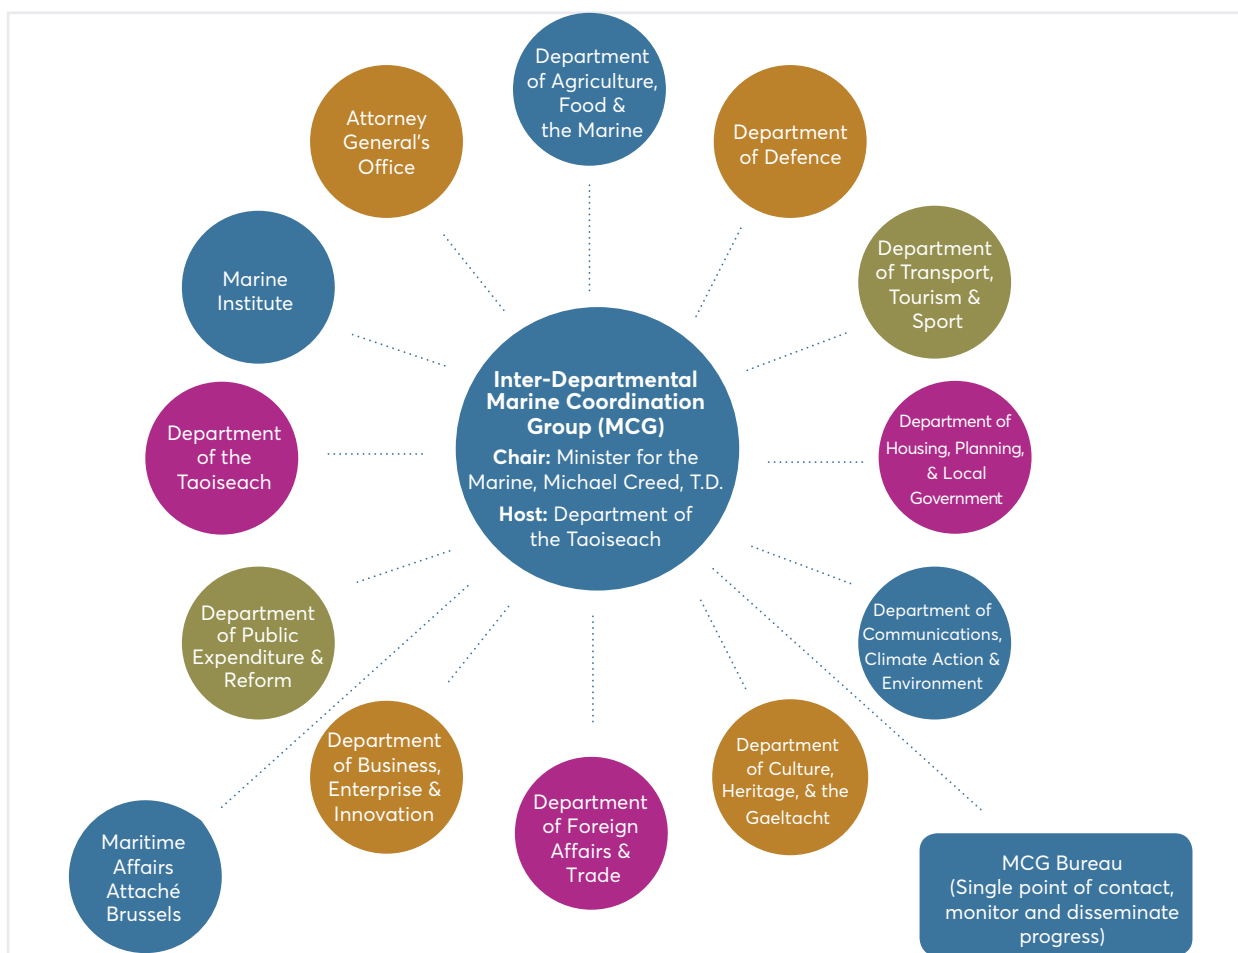 Department
of Agriculture,
Food &
the Marine
Attorney
General's
Office
Department
of Defence
Marine
Institute
Department
of Transport,
Tourism &
Sport
Inter-Departmental
Marine Coordination
Group (MCG)
Chair: Minister for the
Marine, Michael Creed, T.D.
Host: Department of
the Taoiseach
Department
of the
Taoiseach
Department of
Housing, Planning,
& Local
Government
Department
of Public
Expenditure &
Reform
Department of
Communications,
Climate Action &
Environment
Department
of Business,
Enterprise &
Innovation
Department
of Foreign
Affairs &
Trade
Department
of Culture,
Heritage, & the
Gaeltacht
Maritime
Affairs
Attaché
Brussels
MCG Bureau
(Single point of contact,
monitor and disseminate
progress)